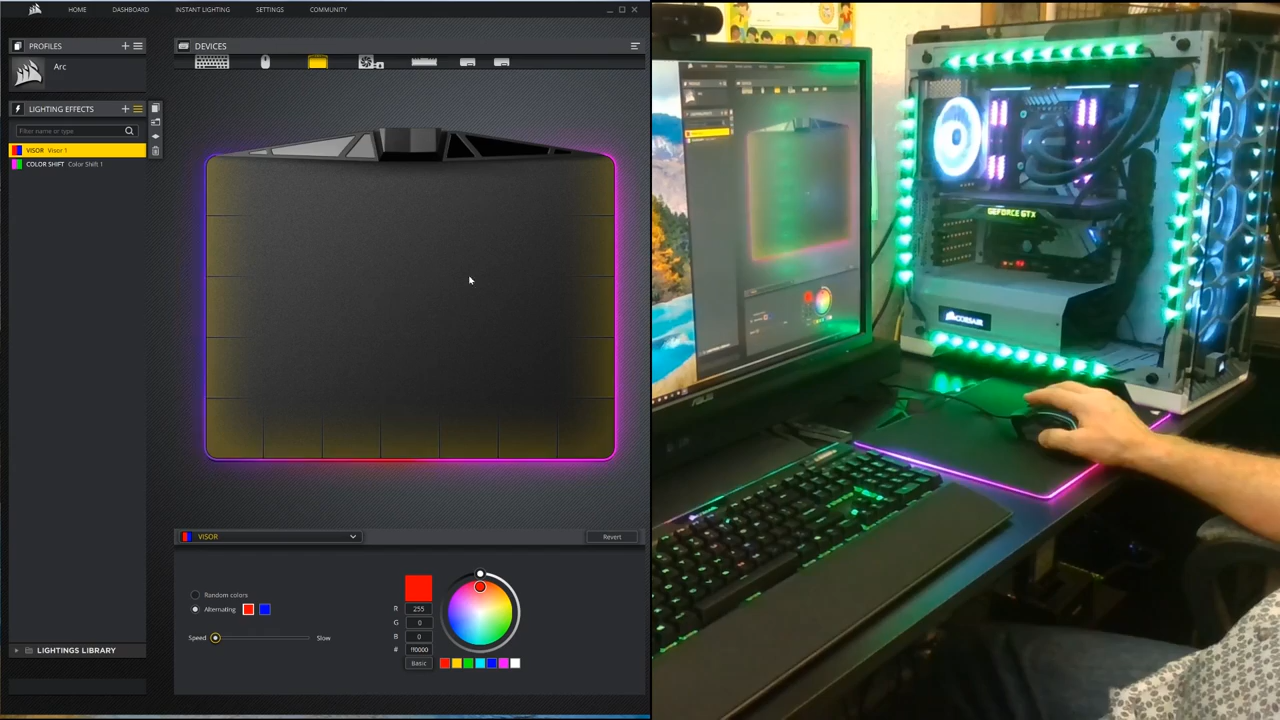 HOME DASHBOARD INSTANT LIGHTING SETTINGS COMMUNITY
PROFILES
DEVICES
Arc
LIGHTING EFFECTS
Filter name or type
VISOR Visor 1
COLOR SHIFT Color Shift 1
VISOR
Revert
Random colors
Alternating
R 255
G 0
B 0
# ff0000
Speed
Slow
Basic
LIGHTINGS LIBRARY
GEFORCE GTX
CORSAIR
ASUS